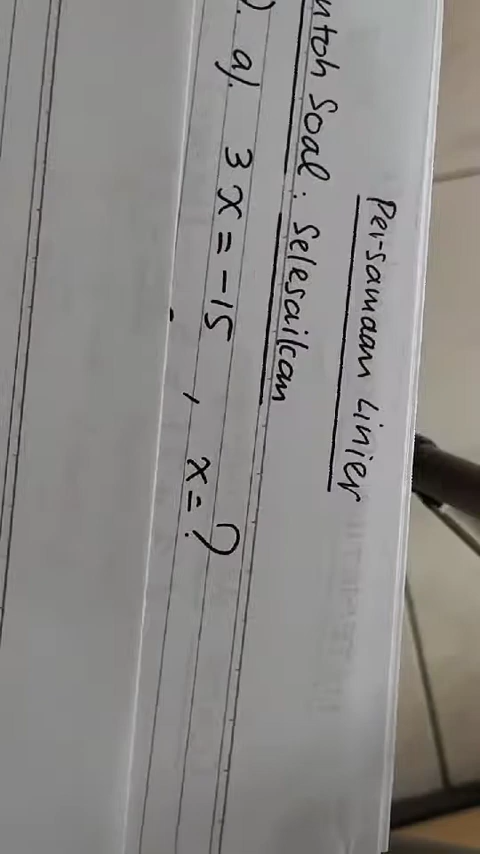 Persamaan Linier
ntoh Soal : Selesaikan
). a). 3x = -15 , x = ?